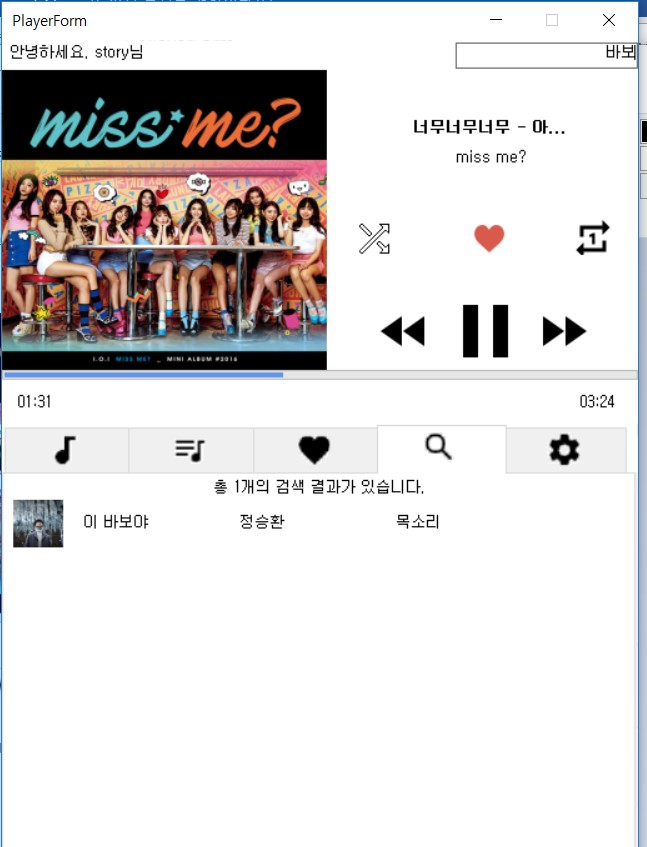 PlayerForm
안녕하세요, story님
바보
miss me?
너무너무너무 - 아...
miss me?
1
I.O.I MISS ME? _ MINI ALBUM #2016
01:31
03:24
총 1개의 검색 결과가 있습니다.
이 바보야 정승환 목소리